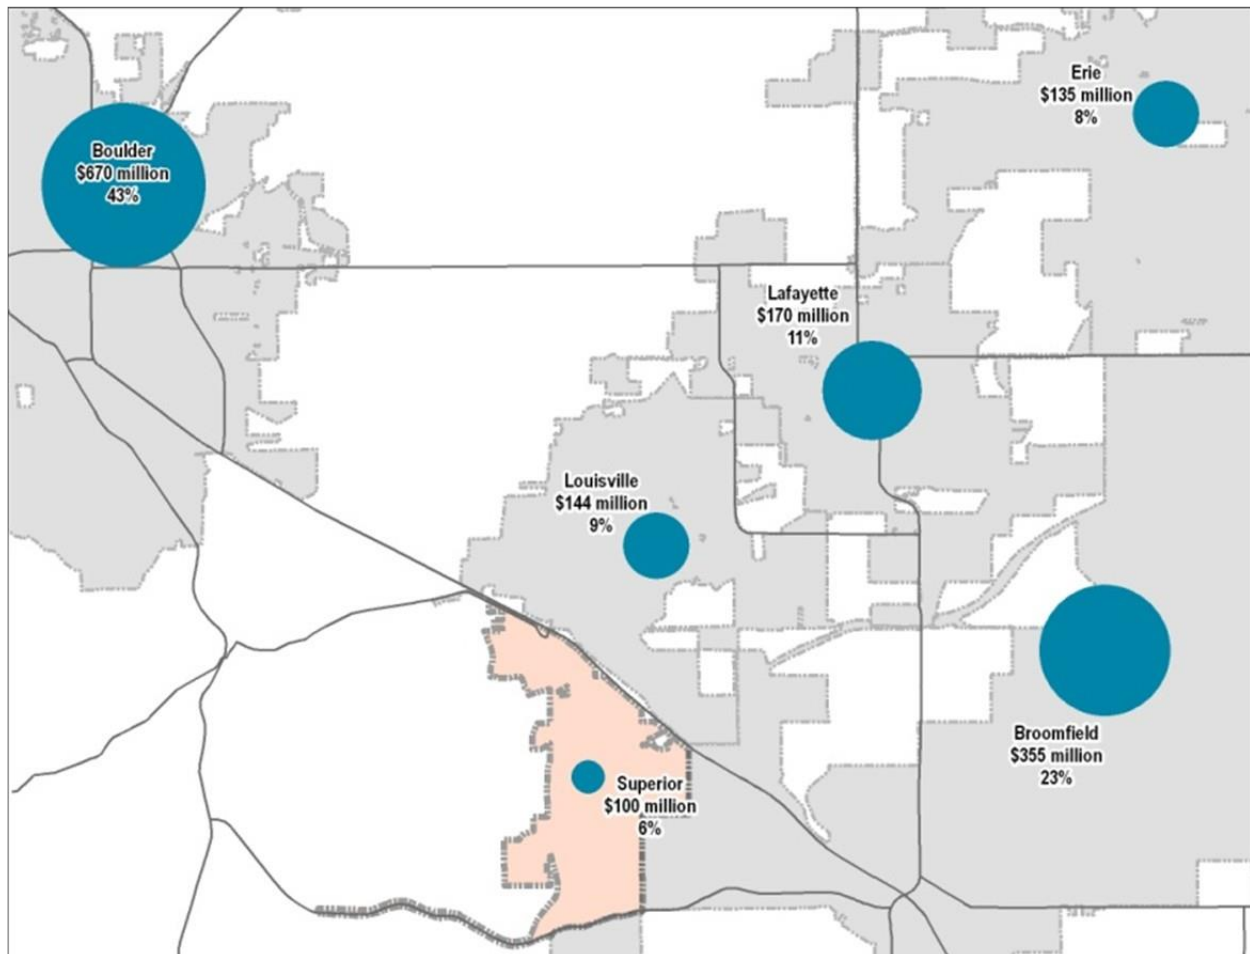 Erie
$135 million
8%
Boulder
$670 million
43%
Lafayette
$170 million
11%
Louisville
$144 million
9%
Broomfield
$355 million
23%
Superior
$100 million
6%